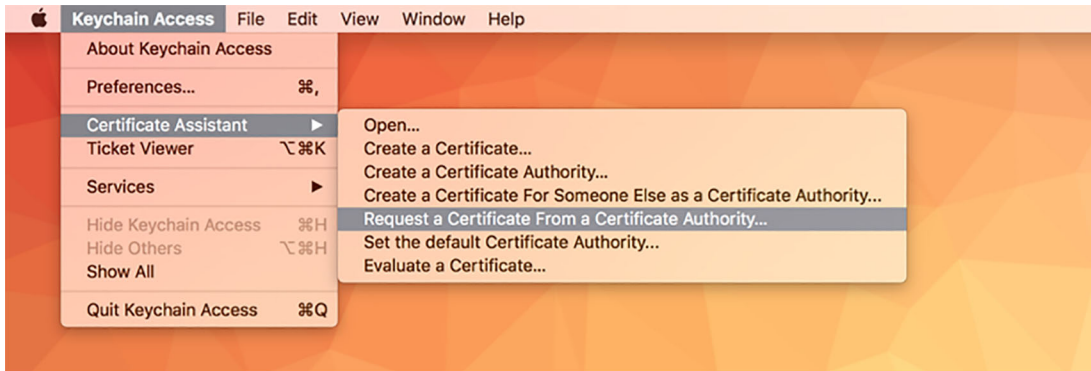 Keychain Access File Edit View Window Help
About Keychain Access
Preferences... ⌘,
Certificate Assistant ▶
Ticket Viewer ⌥⌘K
Services ▶
Hide Keychain Access ⌘H
Hide Others ⌥⌘H
Show All
Quit Keychain Access ⌘Q
Open...
Create a Certificate...
Create a Certificate Authority...
Create a Certificate For Someone Else as a Certificate Authority...
Request a Certificate From a Certificate Authority...
Set the default Certificate Authority...
Evaluate a Certificate...